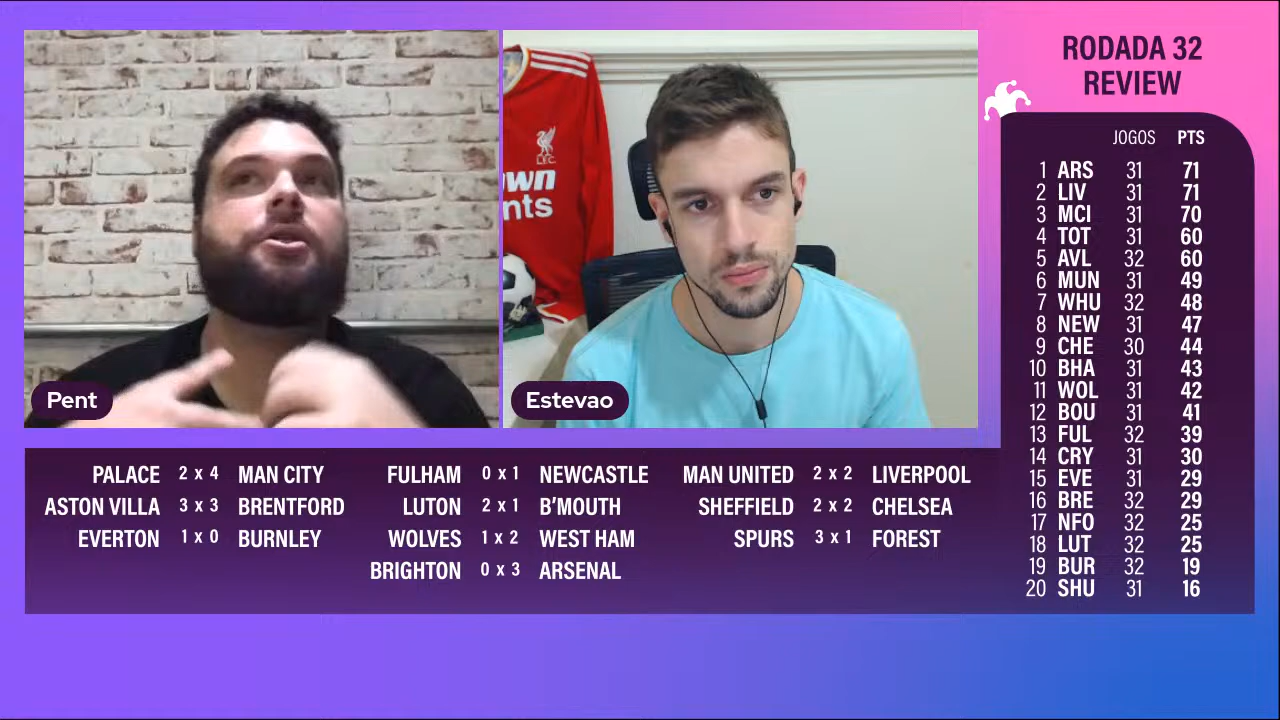 RODADA 32
REVIEW
JOGOS PTS
1 ARS 31 71
2 LIV 31 71
3 MCI 31 70
4 TOT 31 60
5 AVL 32 60
6 MUN 31 49
7 WHU 32 48
8 NEW 31 47
9 CHE 30 44
10 BHA 31 43
11 WOL 31 42
12 BOU 31 41
13 FUL 32 39
14 CRY 31 30
15 EVE 31 29
16 BRE 32 29
17 NFO 32 25
18 LUT 32 25
19 BUR 32 19
20 SHU 31 16
L.F.C.
wn
nts
Pent
Estevao
PALACE 2 x 4 MAN CITY
ASTON VILLA 3 x 3 BRENTFORD
EVERTON 1 x 0 BURNLEY
FULHAM 0 x 1 NEWCASTLE
LUTON 2 x 1 B'MOUTH
WOLVES 1 x 2 WEST HAM
BRIGHTON 0 x 3 ARSENAL
MAN UNITED 2 x 2 LIVERPOOL
SHEFFIELD 2 x 2 CHELSEA
SPURS 3 x 1 FOREST